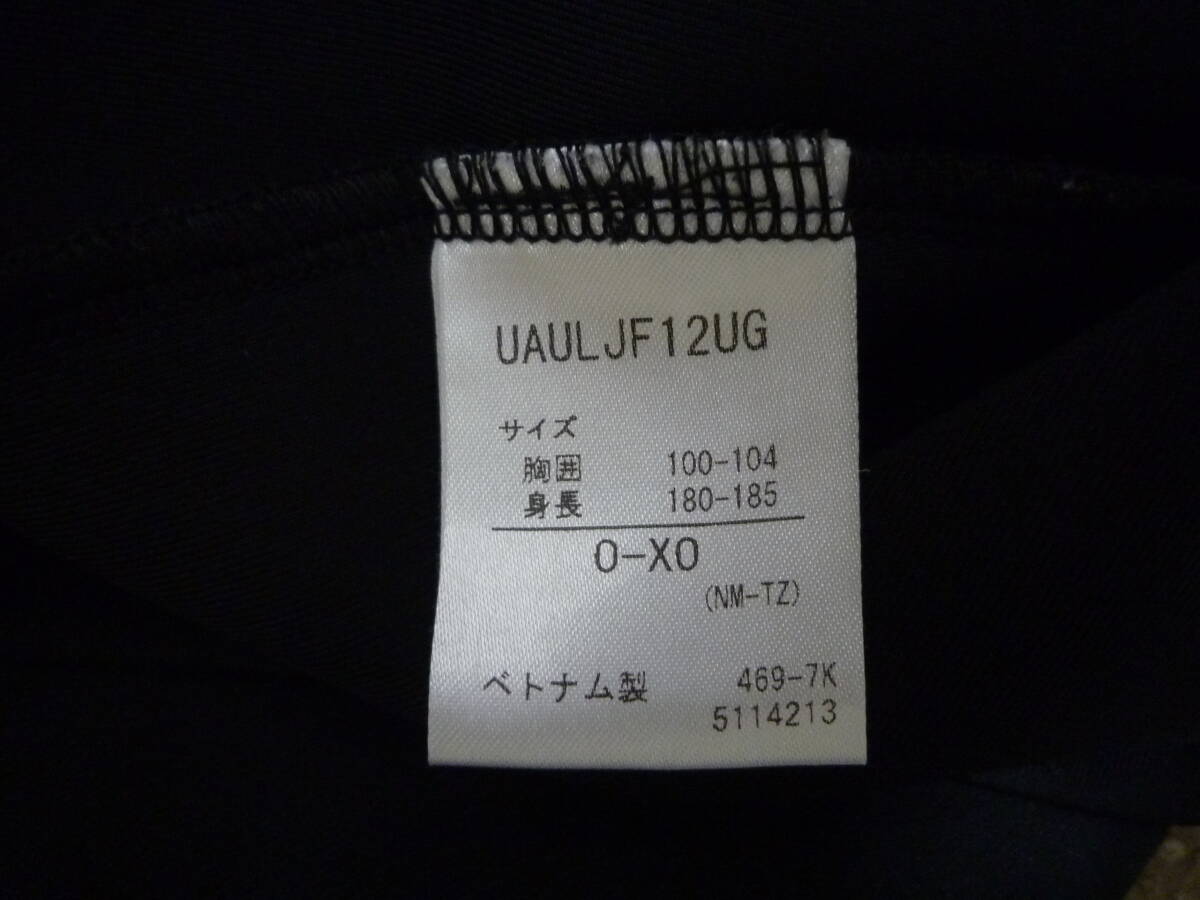 UAULJF12UG
サイズ
胸囲 100-104
身長 180-185
O-XO
(NM-TZ)
ベトナム製 469-7K
5114213